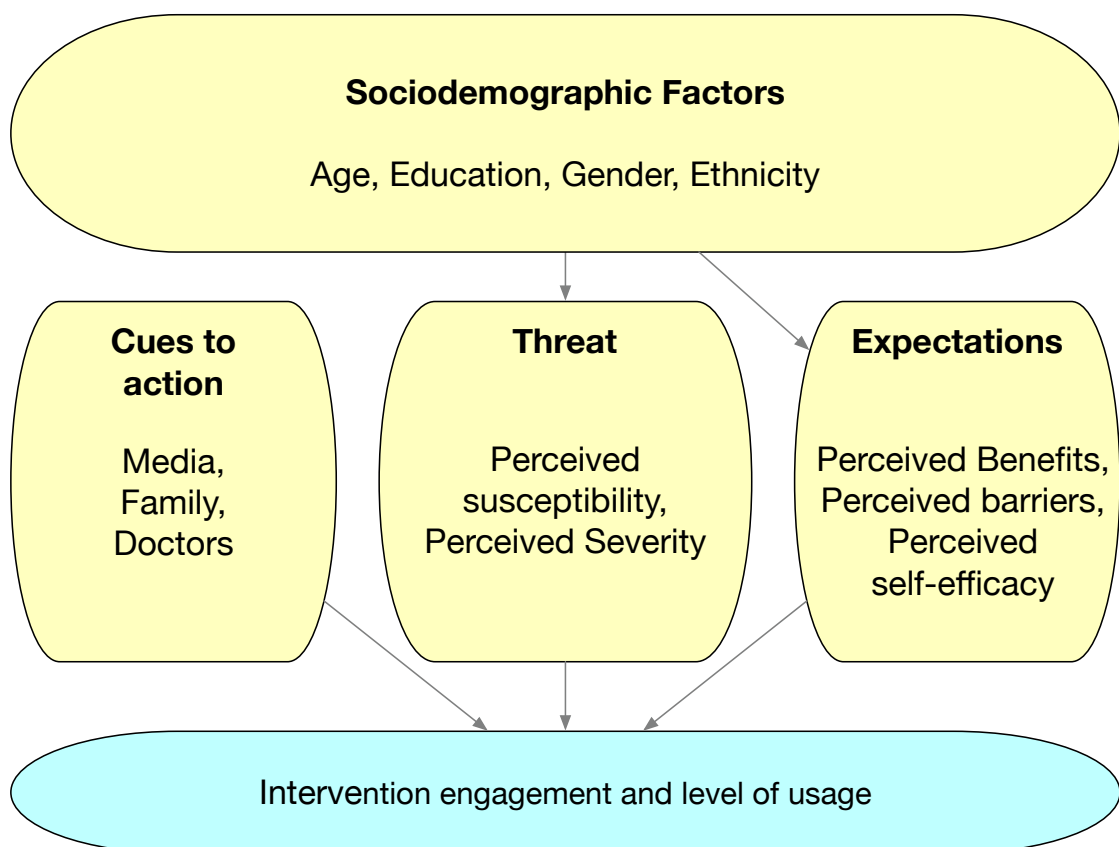 Sociodemographic Factors
Age, Education, Gender, Ethnicity
Cues to
action
Media,
Family,
Doctors
Threat
Perceived
susceptibility,
Perceived Severity
Expectations
Perceived Benefits,
Perceived barriers,
Perceived
self-efficacy
Intervention engagement and level of usage